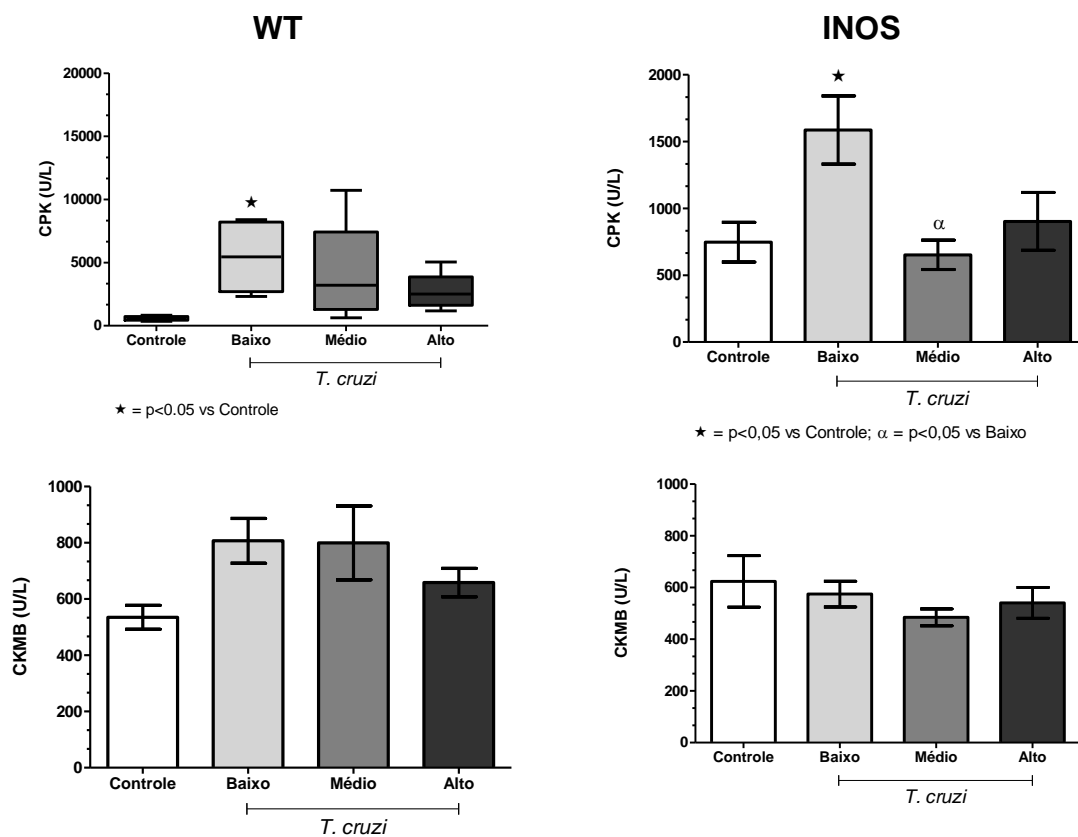 WT
INOS
20000
15000
10000
5000
0
CPK (U/L)
★
Controle Baixo Médio Alto
T. cruzi
★ = p<0.05 vs Controle
2000
1500
1000
500
0
CPK (U/L)
★
α
Controle Baixo Médio Alto
T. cruzi
★ = p<0,05 vs Controle; α = p<0,05 vs Baixo
1000
800
600
400
200
0
CKMB (U/L)
Controle Baixo Médio Alto
T. cruzi
1000
800
600
400
200
0
CKMB (U/L)
Controle Baixo Médio Alto
T. cruzi